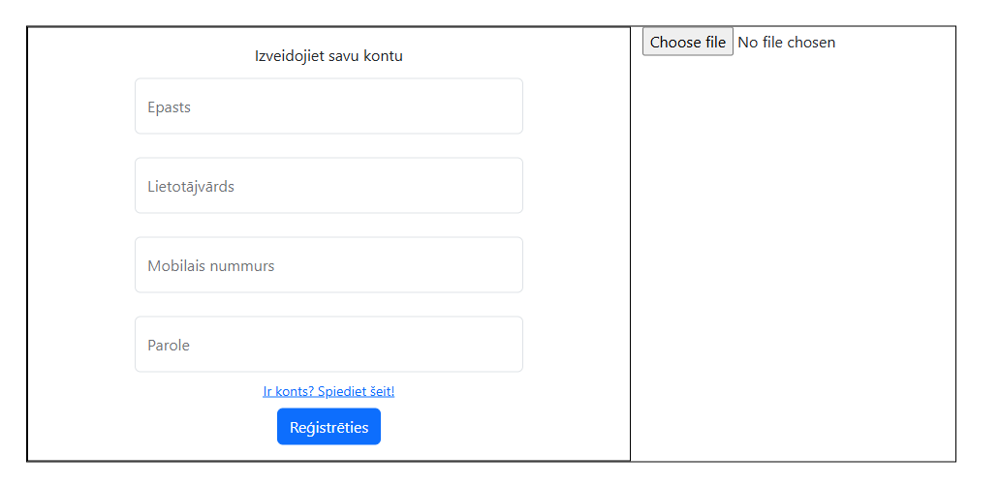 Izveidojiet savu kontu
Epasts
Lietotājvārds
Mobilais nummurs
Parole
Ir konts? Spiediet šeit!
Reģistrēties
Choose file No file chosen